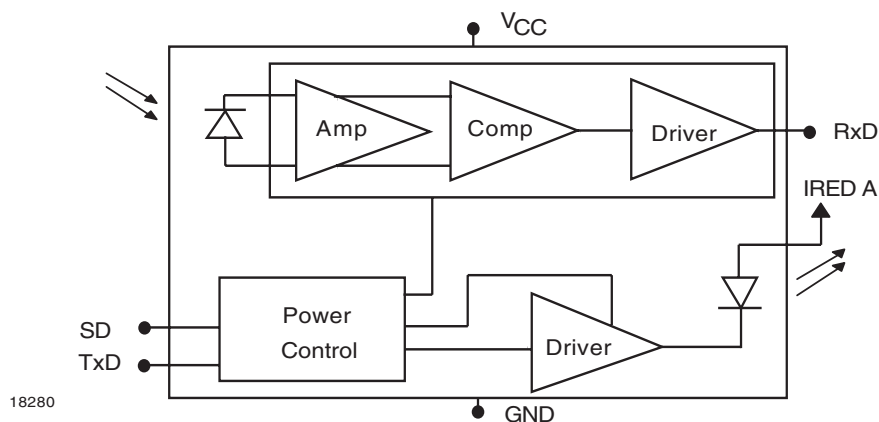 VCC
Amp
Comp
Driver
RxD
IRED A
Power
Control
Driver
SD
TxD
GND
18280